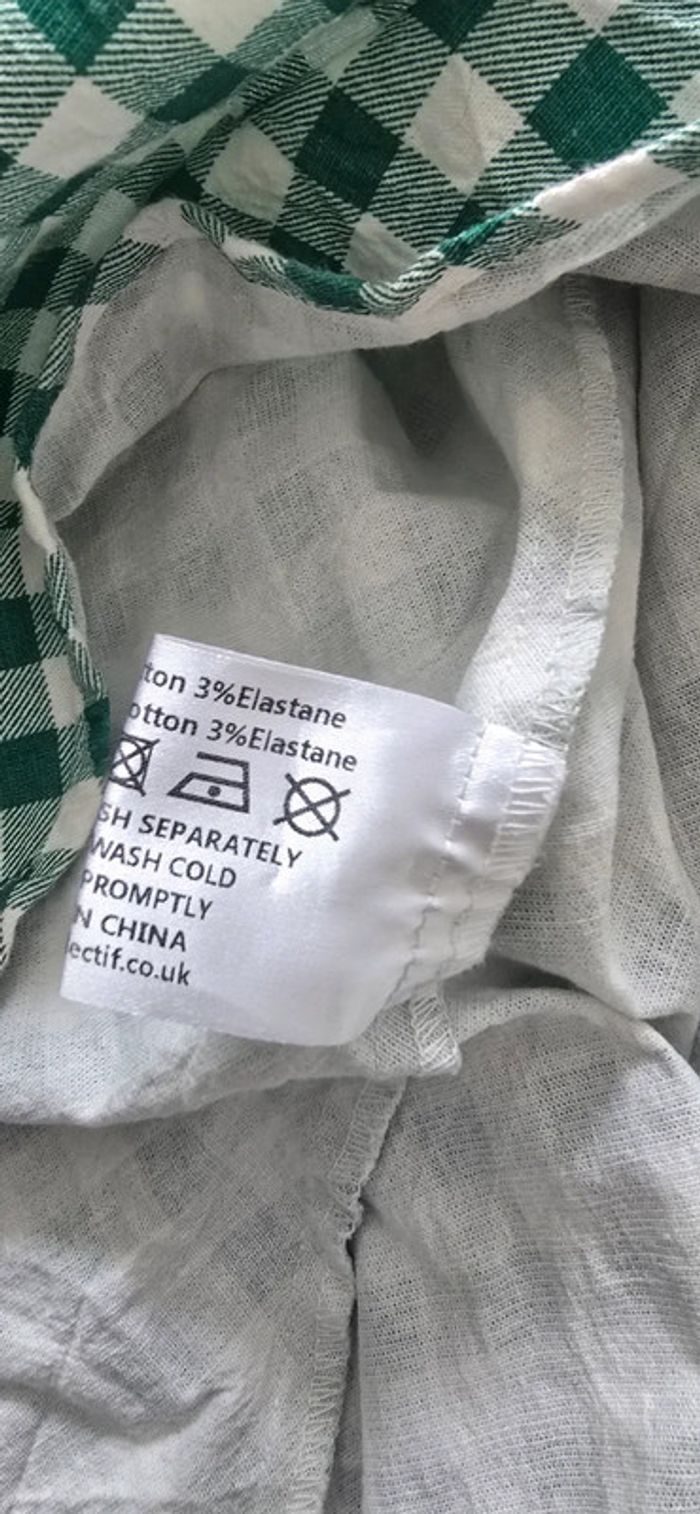 tton 3%Elastane
otton 3%Elastane
SH SEPARATELY
WASH COLD
PROMPTLY
N CHINA
ectif.co.uk